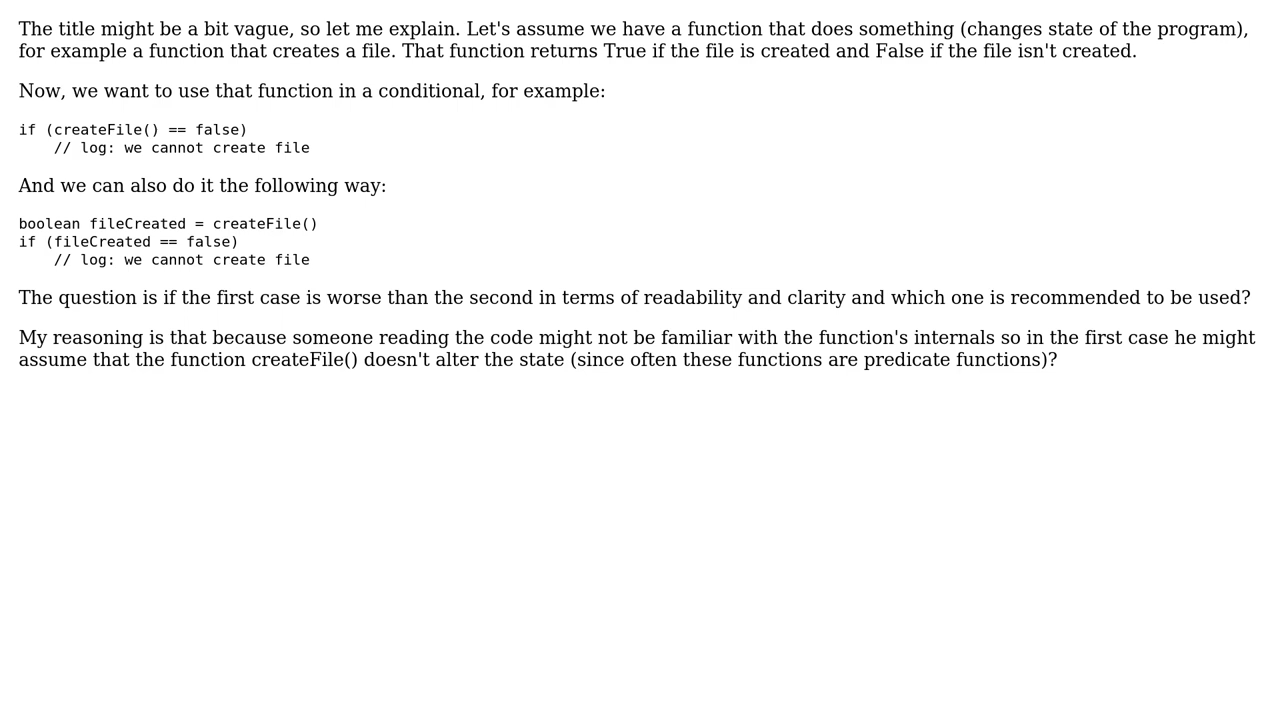 The title might be a bit vague, so let me explain. Let's assume we have a function that does something (changes state of the program),
for example a function that creates a file. That function returns True if the file is created and False if the file isn't created.
Now, we want to use that function in a conditional, for example:
if (createFile() == false)
    // log: we cannot create file
And we can also do it the following way:
boolean fileCreated = createFile()
if (fileCreated == false)
    // log: we cannot create file
The question is if the first case is worse than the second in terms of readability and clarity and which one is recommended to be used?
My reasoning is that because someone reading the code might not be familiar with the function's internals so in the first case he might
assume that the function createFile() doesn't alter the state (since often these functions are predicate functions)?